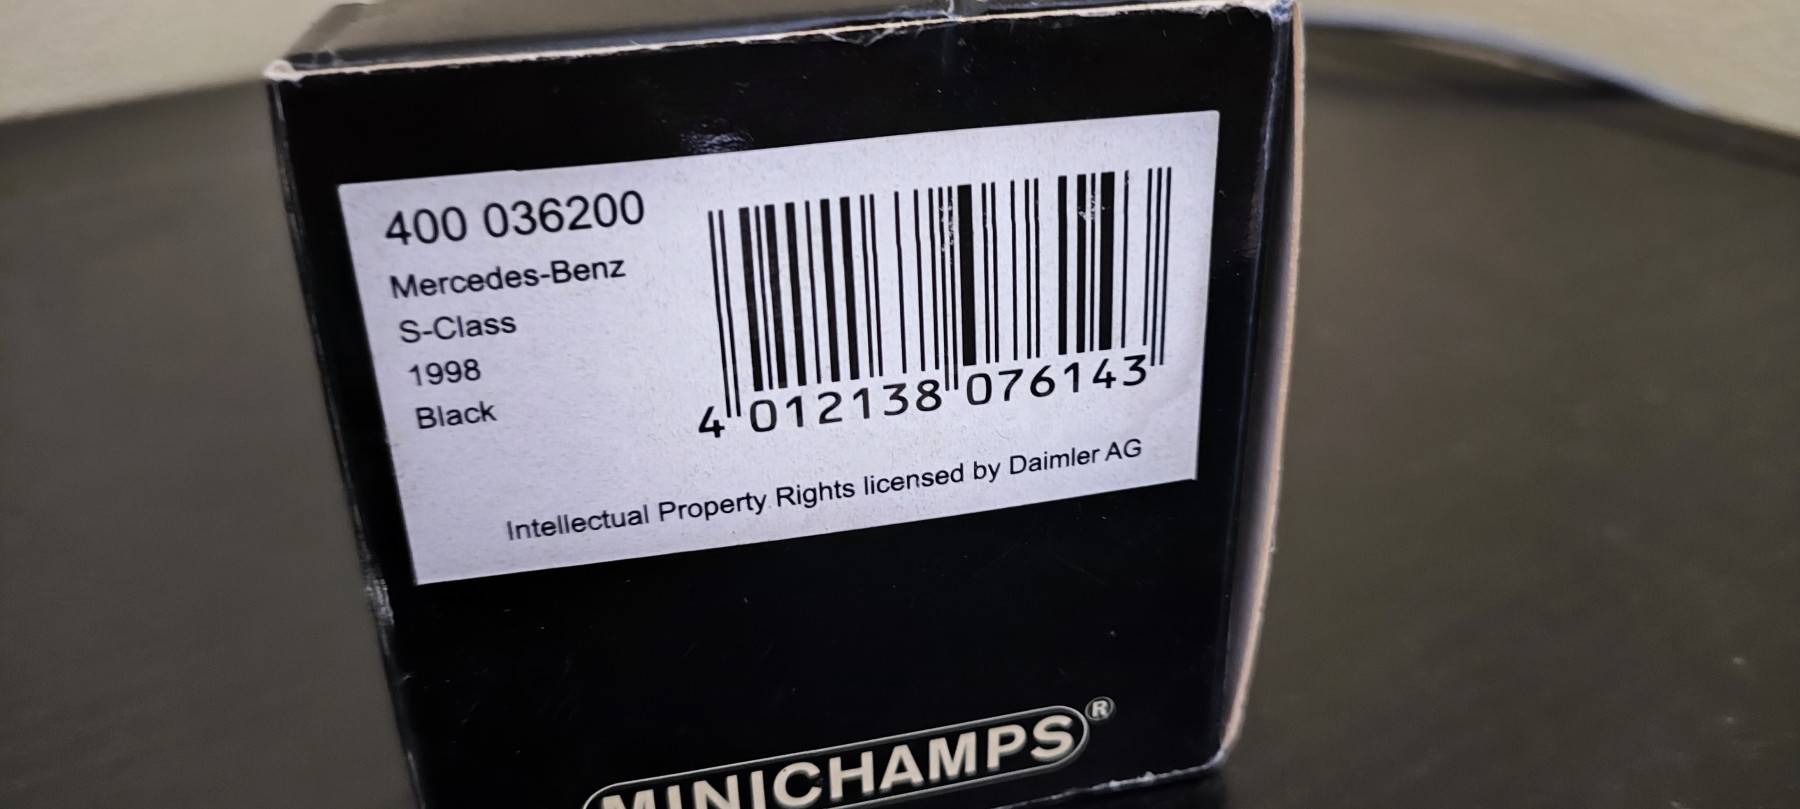 400 036200
Mercedes-Benz
S-Class
1998
Black
4 012138 076143
Intellectual Property Rights licensed by Daimler AG
MINICHAMPS®